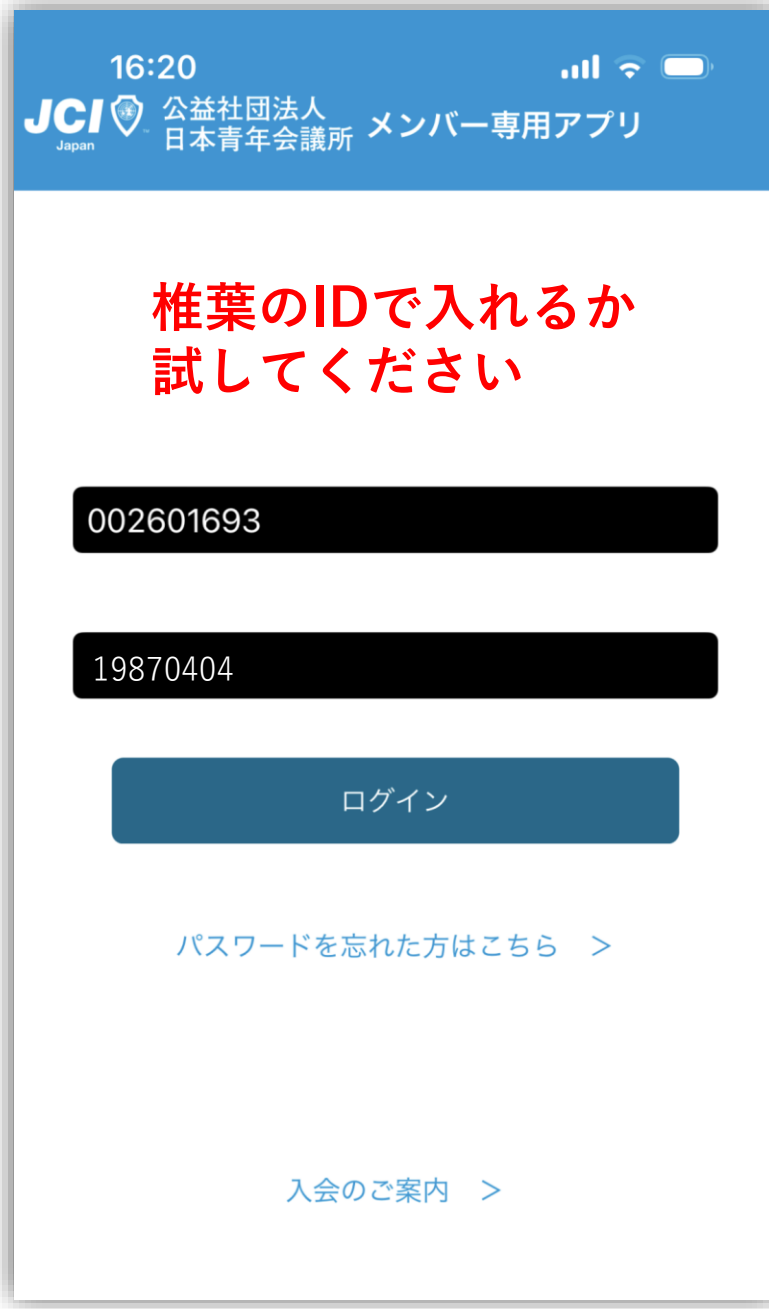 16:20
JCI
Japan
公益社団法人
日本青年会議所
メンバー専用アプリ
椎葉のIDで入れるか
試してください
002601693
19870404
ログイン
パスワードを忘れた方はこちら ＞
入会のご案内 ＞